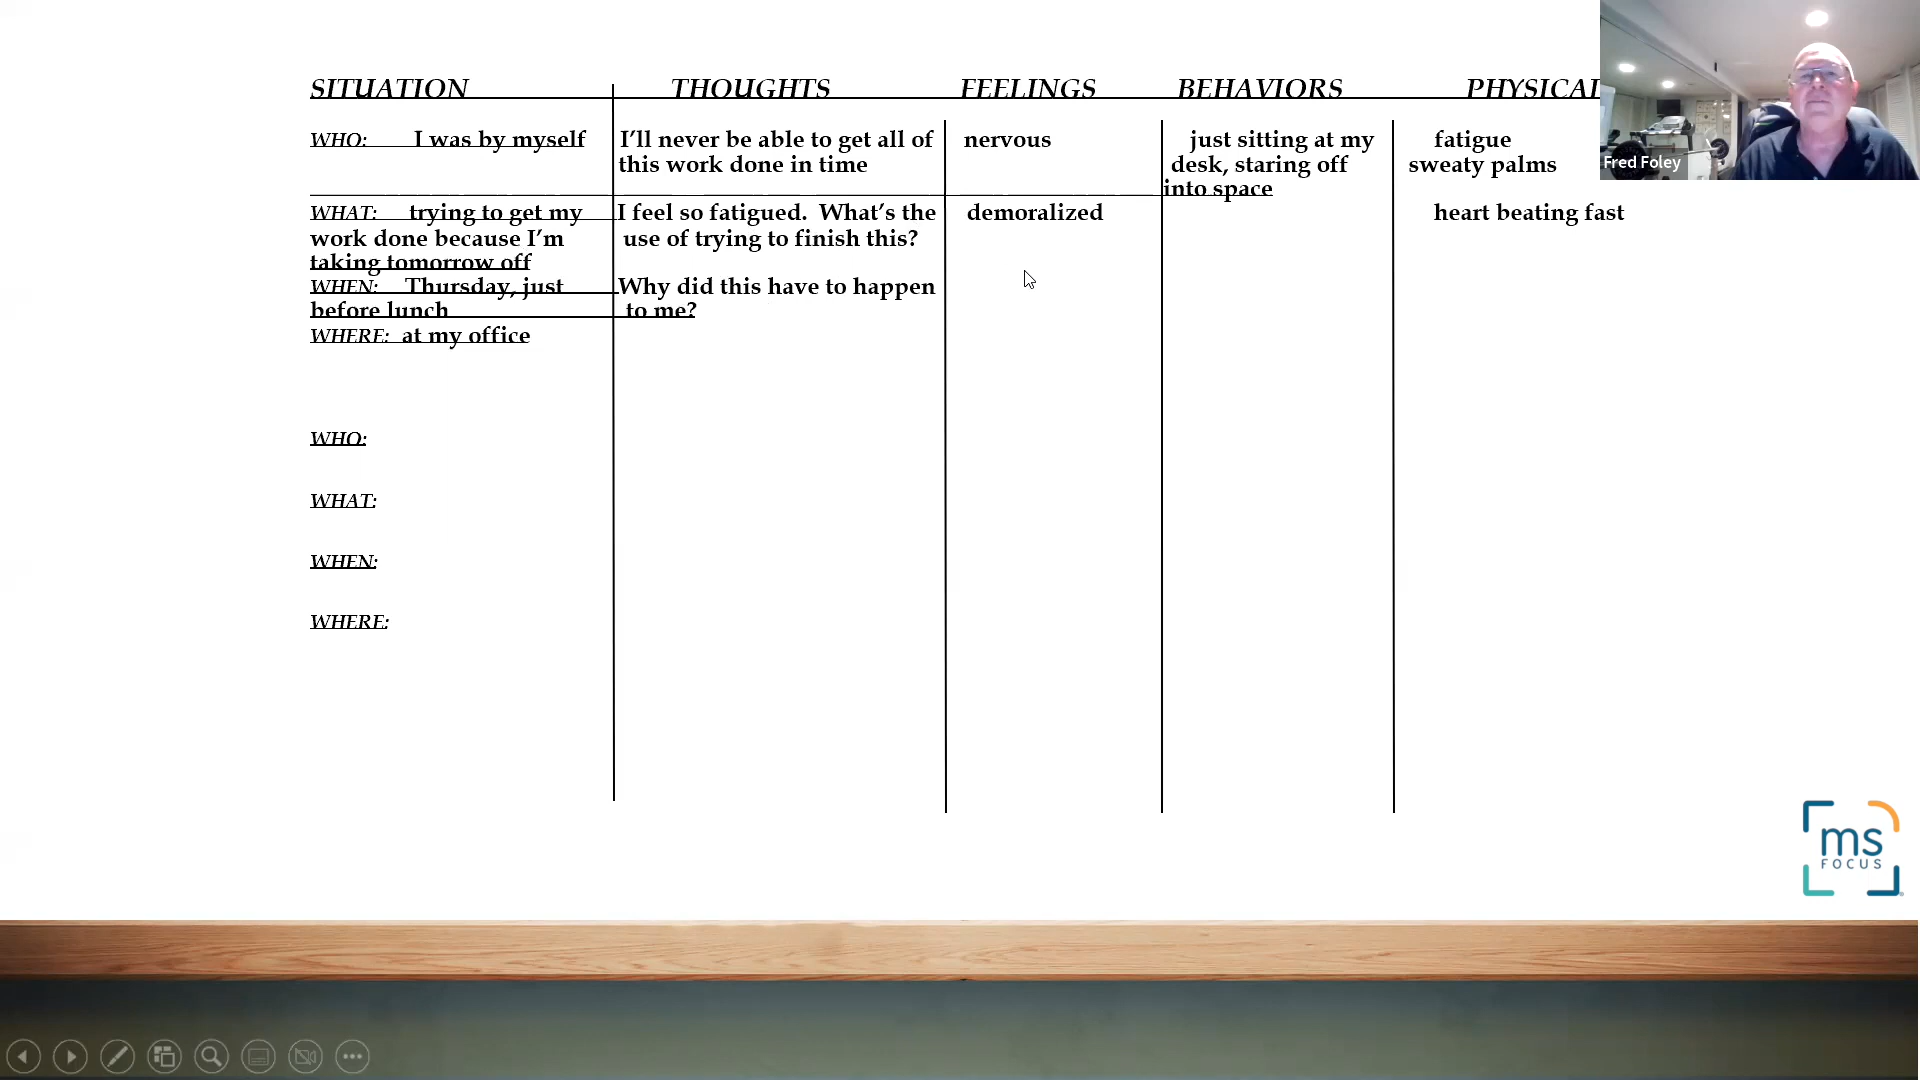 SITUATION THOUGHTS FEELINGS BEHAVIORS PHYSICAL
WHO: I was by myself I’ll never be able to get all of nervous just sitting at my fatigue
this work done in time desk, staring off sweaty palms
into space
WHAT: trying to get my I feel so fatigued. What’s the demoralized heart beating fast
work done because I’m use of trying to finish this?
taking tomorrow off
WHEN: Thursday, just Why did this have to happen
before lunch to me?
WHERE: at my office
WHO:
WHAT:
WHEN:
WHERE:
Fred Foley
ms
FOCUS